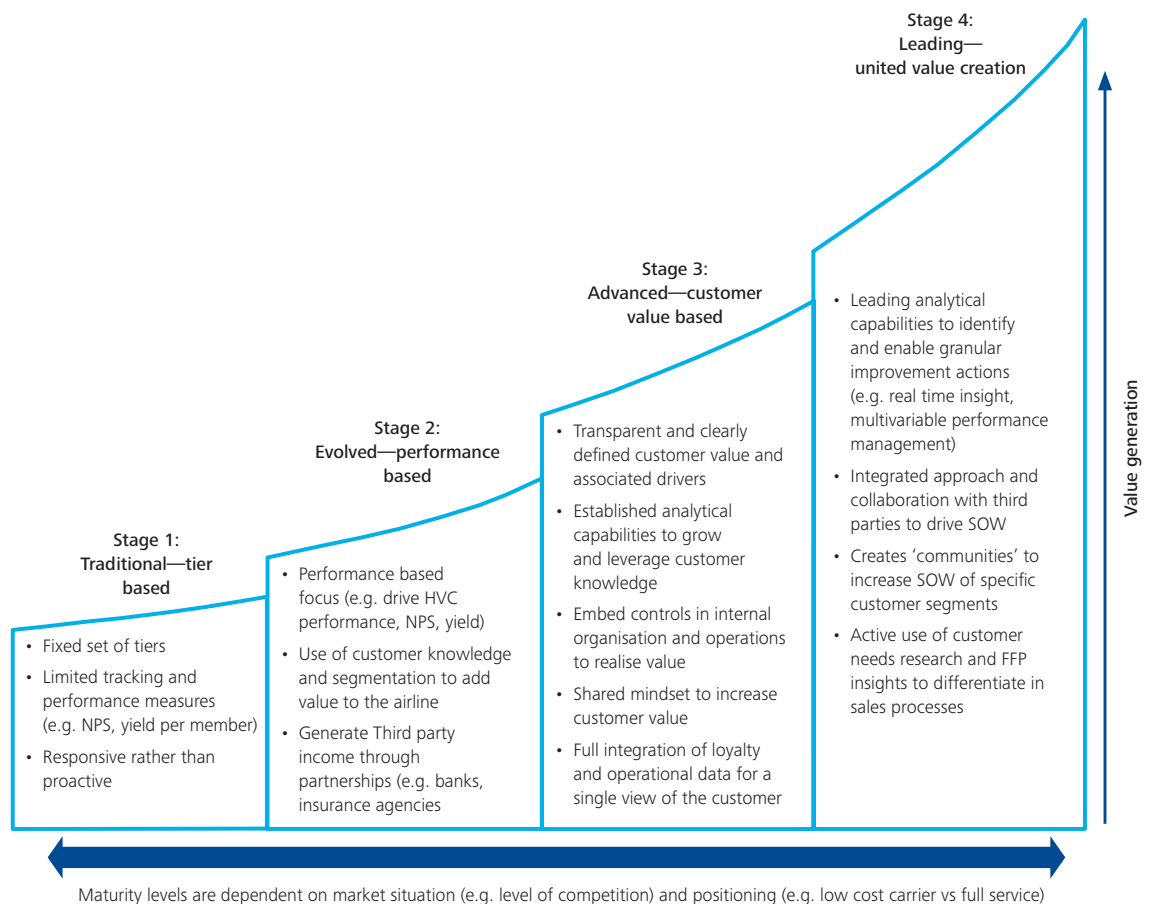 Stage 1:
Traditional—tier
based
• Fixed set of tiers
• Limited tracking and
performance measures
(e.g. NPS, yield per member)
• Responsive rather than
proactive
Stage 2:
Evolved—performance
based
• Performance based
focus (e.g. drive HVC
performance, NPS, yield)
• Use of customer knowledge
and segmentation to add
value to the airline
• Generate Third party
income through
partnerships (e.g. banks,
insurance agencies
Stage 3:
Advanced—customer
value based
• Transparent and clearly
defined customer value and
associated drivers
• Established analytical
capabilities to grow
and leverage customer
knowledge
• Embed controls in internal
organisation and operations
to realise value
• Shared mindset to increase
customer value
• Full integration of loyalty
and operational data for a
single view of the customer
Stage 4:
Leading—
united value creation
• Leading analytical
capabilities to identify
and enable granular
improvement actions
(e.g. real time insight,
multivariable performance
management)
• Integrated approach and
collaboration with third
parties to drive SOW
• Creates ‘communities’ to
increase SOW of specific
customer segments
• Active use of customer
needs research and FFP
insights to differentiate in
sales processes
Value generation
Maturity levels are dependent on market situation (e.g. level of competition) and positioning (e.g. low cost carrier vs full service)